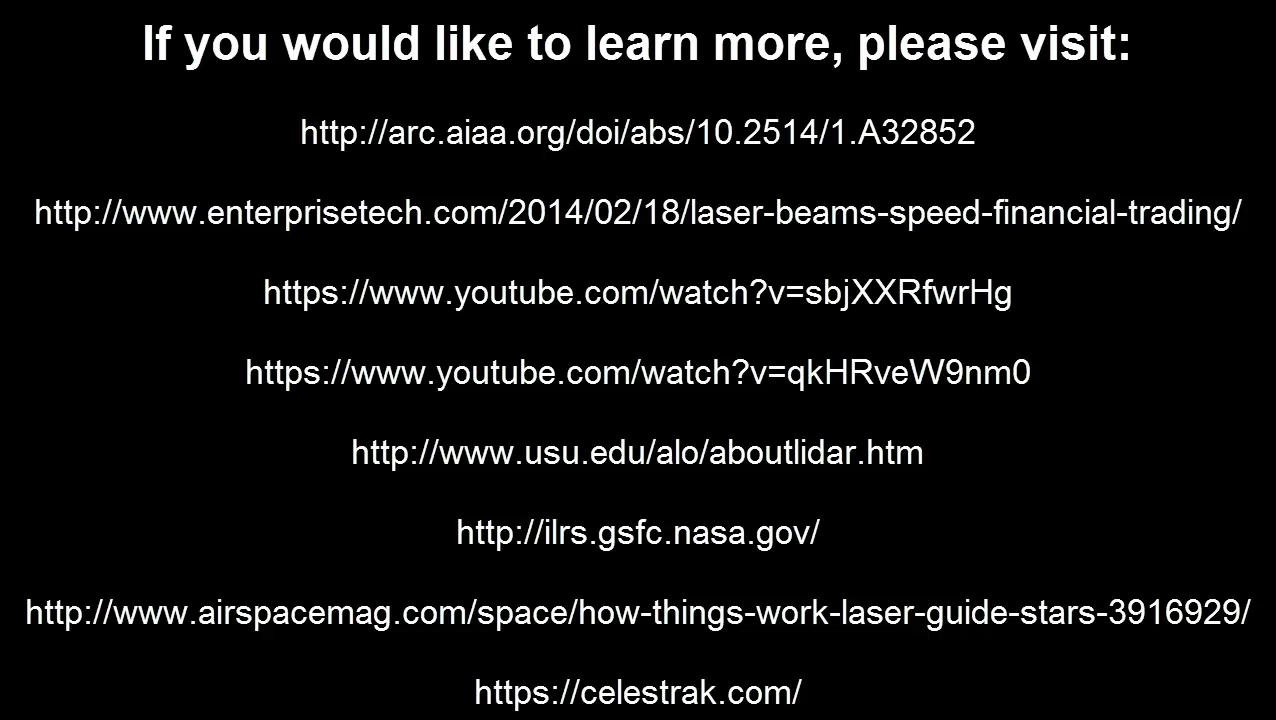 If you would like to learn more, please visit:
http://arc.aiaa.org/doi/abs/10.2514/1.A32852
http://www.enterprisetech.com/2014/02/18/laser-beams-speed-financial-trading/
https://www.youtube.com/watch?v=sbjXXRfwrHg
https://www.youtube.com/watch?v=qkHRveW9nm0
http://www.usu.edu/alo/aboutlidar.htm
http://ilrs.gsfc.nasa.gov/
http://www.airspacemag.com/space/how-things-work-laser-guide-stars-3916929/
https://celestrak.com/